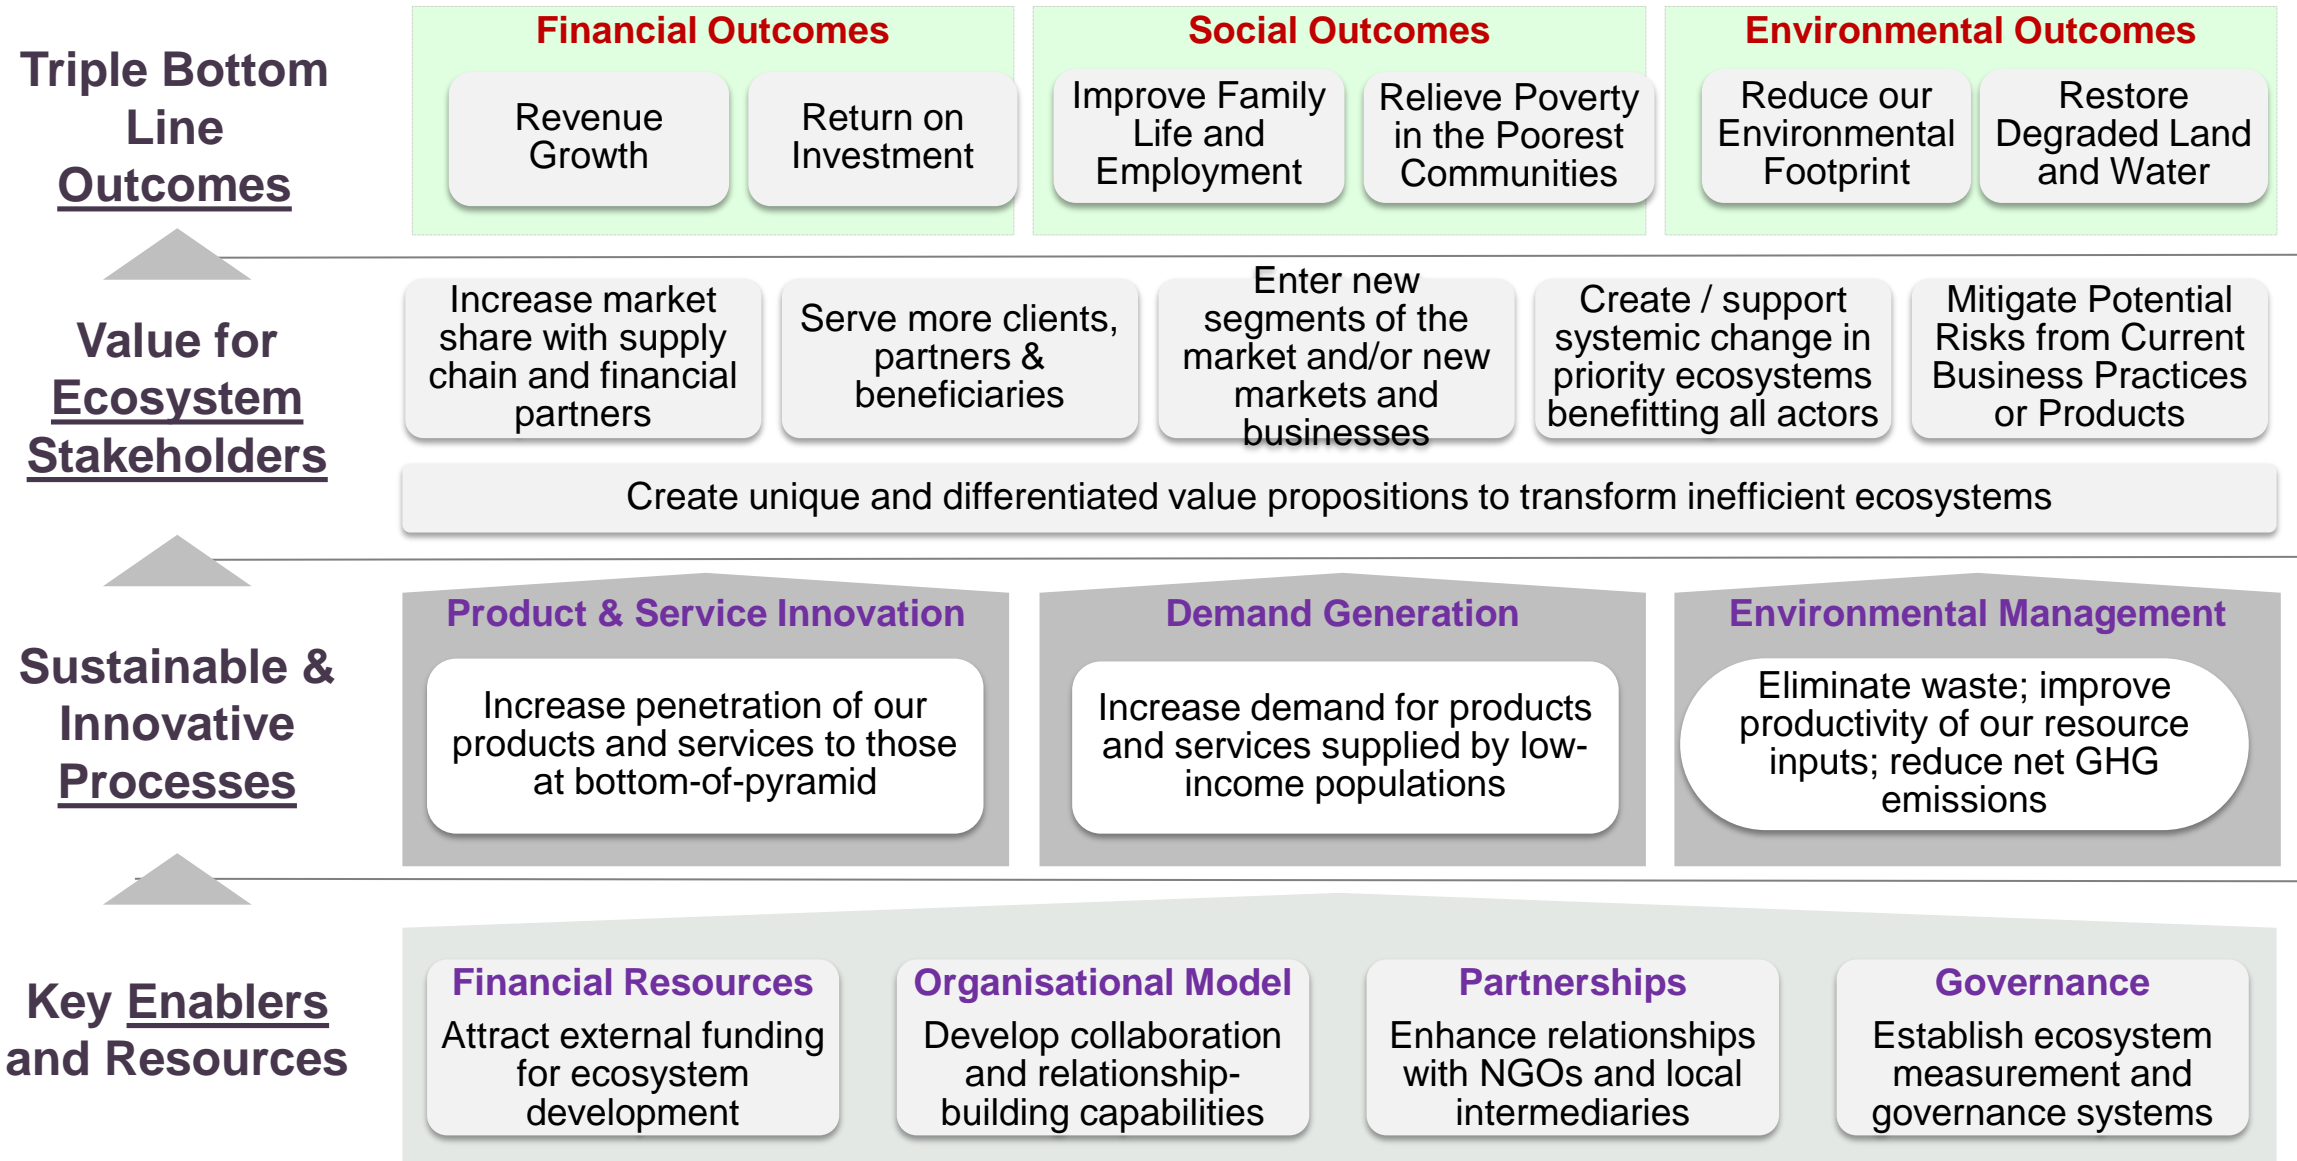 Triple Bottom
Line
Outcomes
Financial Outcomes
Revenue
Growth
Return on
Investment
Social Outcomes
Improve Family
Life and
Employment
Relieve Poverty
in the Poorest
Communities
Environmental Outcomes
Reduce our
Environmental
Footprint
Restore
Degraded Land
and Water
Value for
Ecosystem
Stakeholders
Increase market
share with supply
chain and financial
partners
Serve more clients,
partners &
beneficiaries
Enter new
segments of the
market and/or new
markets and
businesses
Create / support
systemic change in
priority ecosystems
benefitting all actors
Mitigate Potential
Risks from Current
Business Practices
or Products
Create unique and differentiated value propositions to transform inefficient ecosystems
Sustainable &
Innovative
Processes
Product & Service Innovation
Increase penetration of our
products and services to those
at bottom-of-pyramid
Demand Generation
Increase demand for products
and services supplied by low-
income populations
Environmental Management
Eliminate waste; improve
productivity of our resource
inputs; reduce net GHG
emissions
Key Enablers
and Resources
Financial Resources
Attract external funding
for ecosystem
development
Organisational Model
Develop collaboration
and relationship-
building capabilities
Partnerships
Enhance relationships
with NGOs and local
intermediaries
Governance
Establish ecosystem
measurement and
governance systems